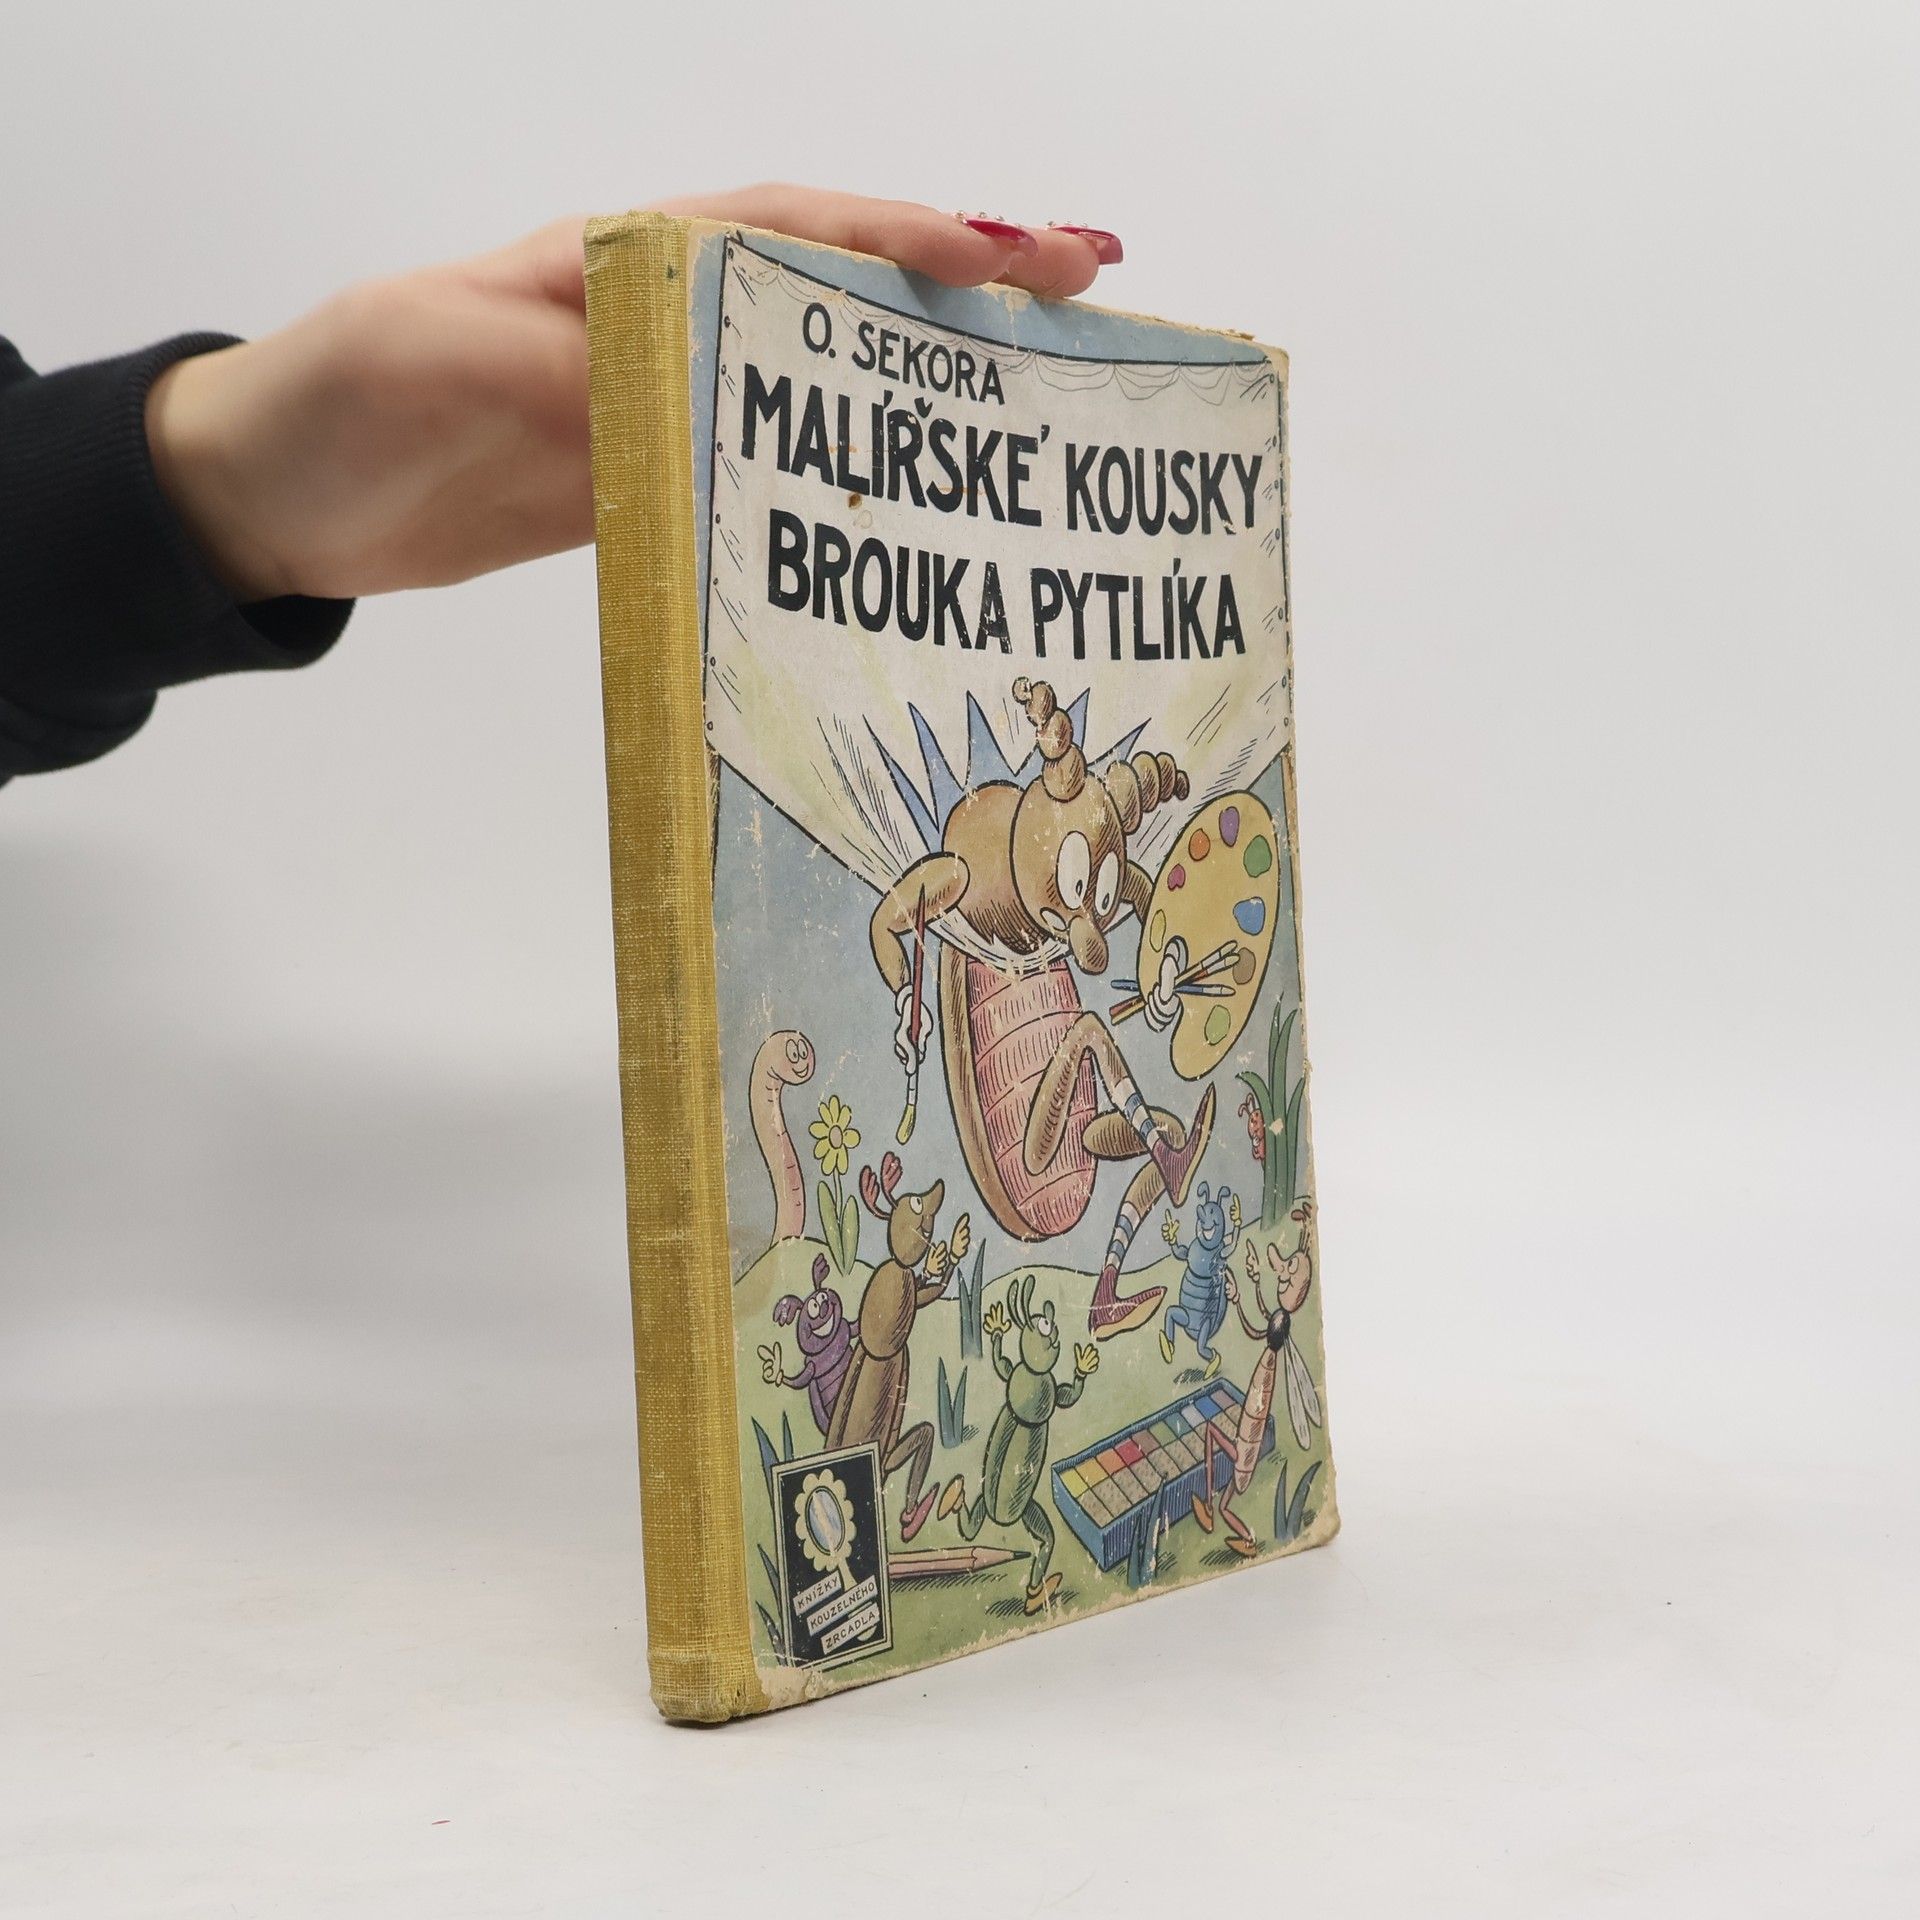 O. SEKORA
MALÍŘSKÉ KOUSKY
BROUKA PYTLÍKA
KNÍŽKY
KOUZELNÉHO
ZRCADLA